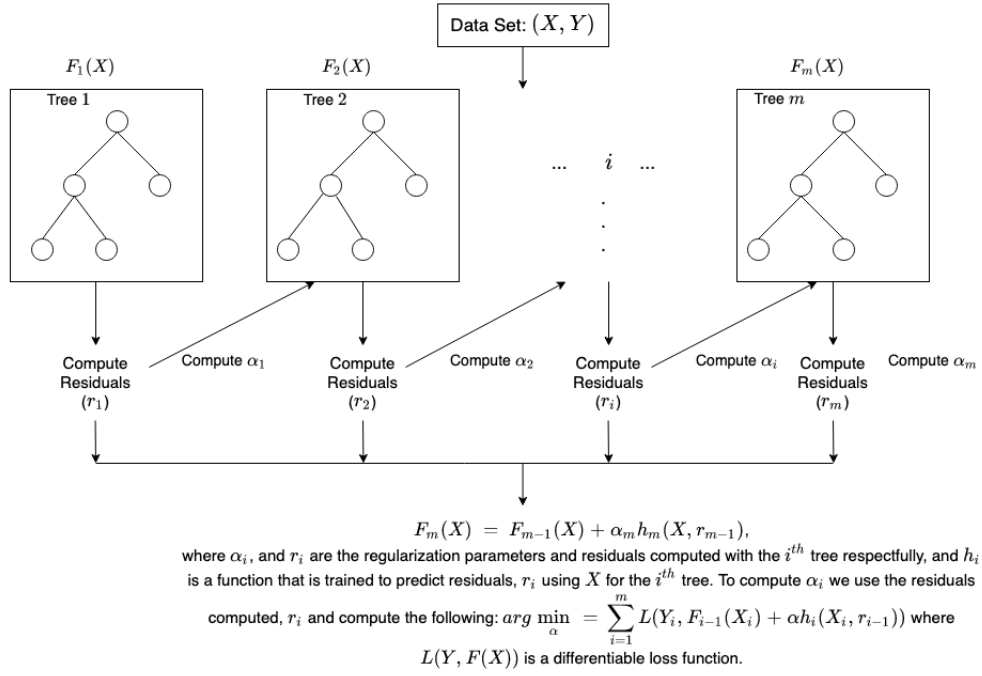 Data Set: (X, Y)
F₁(X) F₂(X) Fₘ(X)
Tree 1 Tree 2 Tree m
... i ...
.
.
.
Compute α₁ Compute α₂ Compute αᵢ Compute αₘ
Compute Compute Compute Compute
Residuals Residuals Residuals Residuals
(r₁) (r₂) (rᵢ) (rₘ)
Fₘ(X) = Fₘ₋₁(X) + αₘhₘ(X, rₘ₋₁),
where αᵢ, and rᵢ are the regularization parameters and residuals computed with the iᵗʰ tree respectfully, and hᵢ
is a function that is trained to predict residuals, rᵢ using X for the iᵗʰ tree. To compute αᵢ we use the residuals
computed, rᵢ and compute the following: arg min_α = ∑_{i=1}^{m} L(Yᵢ, Fᵢ₋₁(Xᵢ) + αhᵢ(Xᵢ, rᵢ₋₁)) where
L(Y, F(X)) is a differentiable loss function.